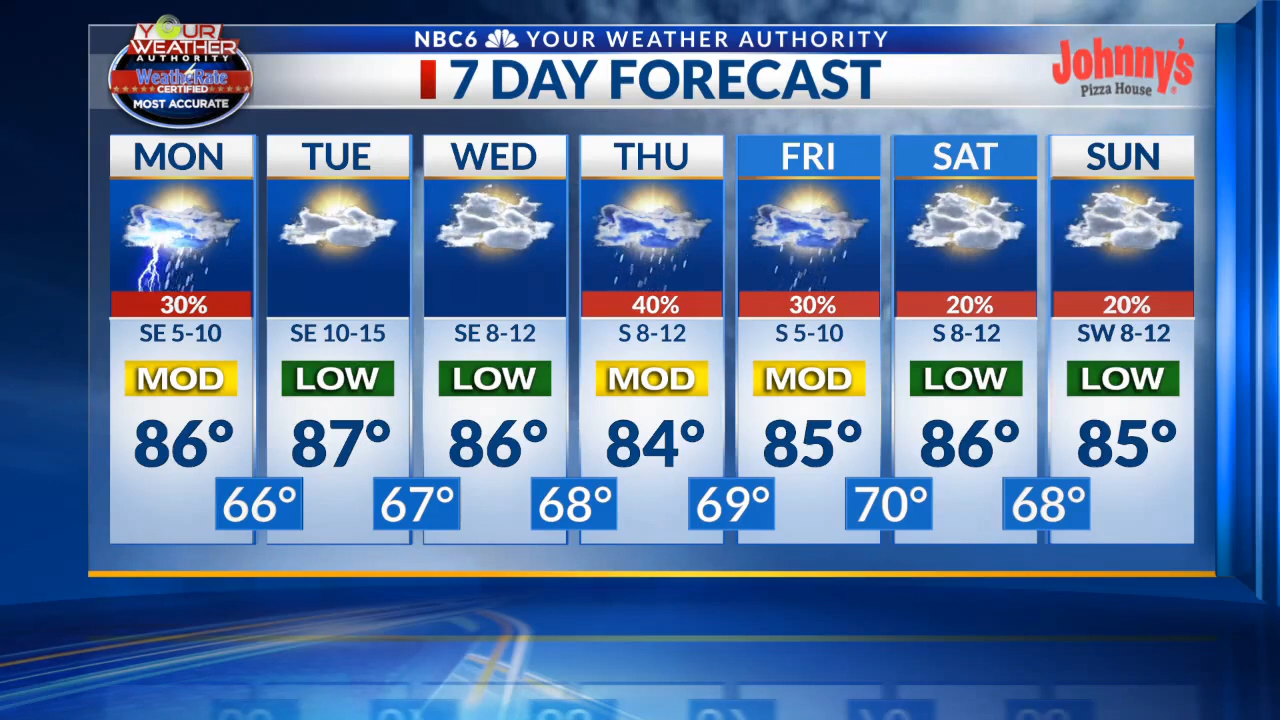 YOUR
WEATHER
AUTHORITY
WeatheRate
CERTIFIED
MOST ACCURATE
NBC6 YOUR WEATHER AUTHORITY
7 DAY FORECAST
Johnny's
Pizza House
MON TUE WED THU FRI SAT SUN
30% 40% 30% 20% 20%
SE 5-10 SE 10-15 SE 8-12 S 8-12 S 5-10 S 8-12 SW 8-12
MOD LOW LOW MOD MOD LOW LOW
86° 87° 86° 84° 85° 86° 85°
66° 67° 68° 69° 70° 68°